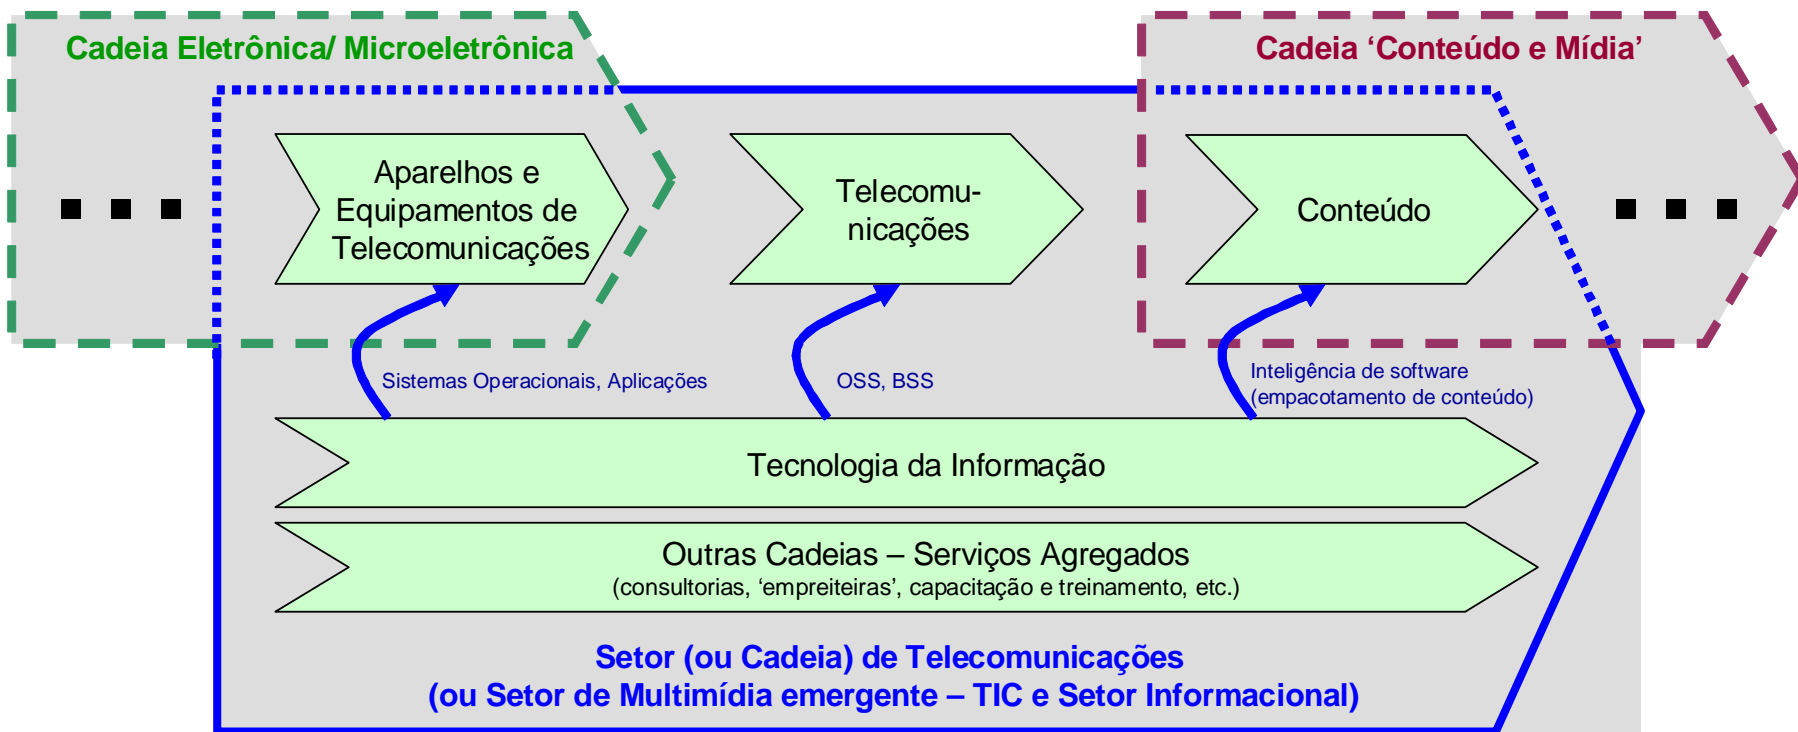 Cadeia Eletrônica/ Microeletrônica
Cadeia ‘Conteúdo e Mídia’
Aparelhos e
Equipamentos de
Telecomunicações
Telecomu-
nicações
Conteúdo
Sistemas Operacionais, Aplicações
OSS, BSS
Inteligência de software
(empacotamento de conteúdo)
Tecnologia da Informação
Outras Cadeias – Serviços Agregados
(consultorias, ‘empreiteiras’, capacitação e treinamento, etc.)
Setor (ou Cadeia) de Telecomunicações
(ou Setor de Multimídia emergente – TIC e Setor Informacional)